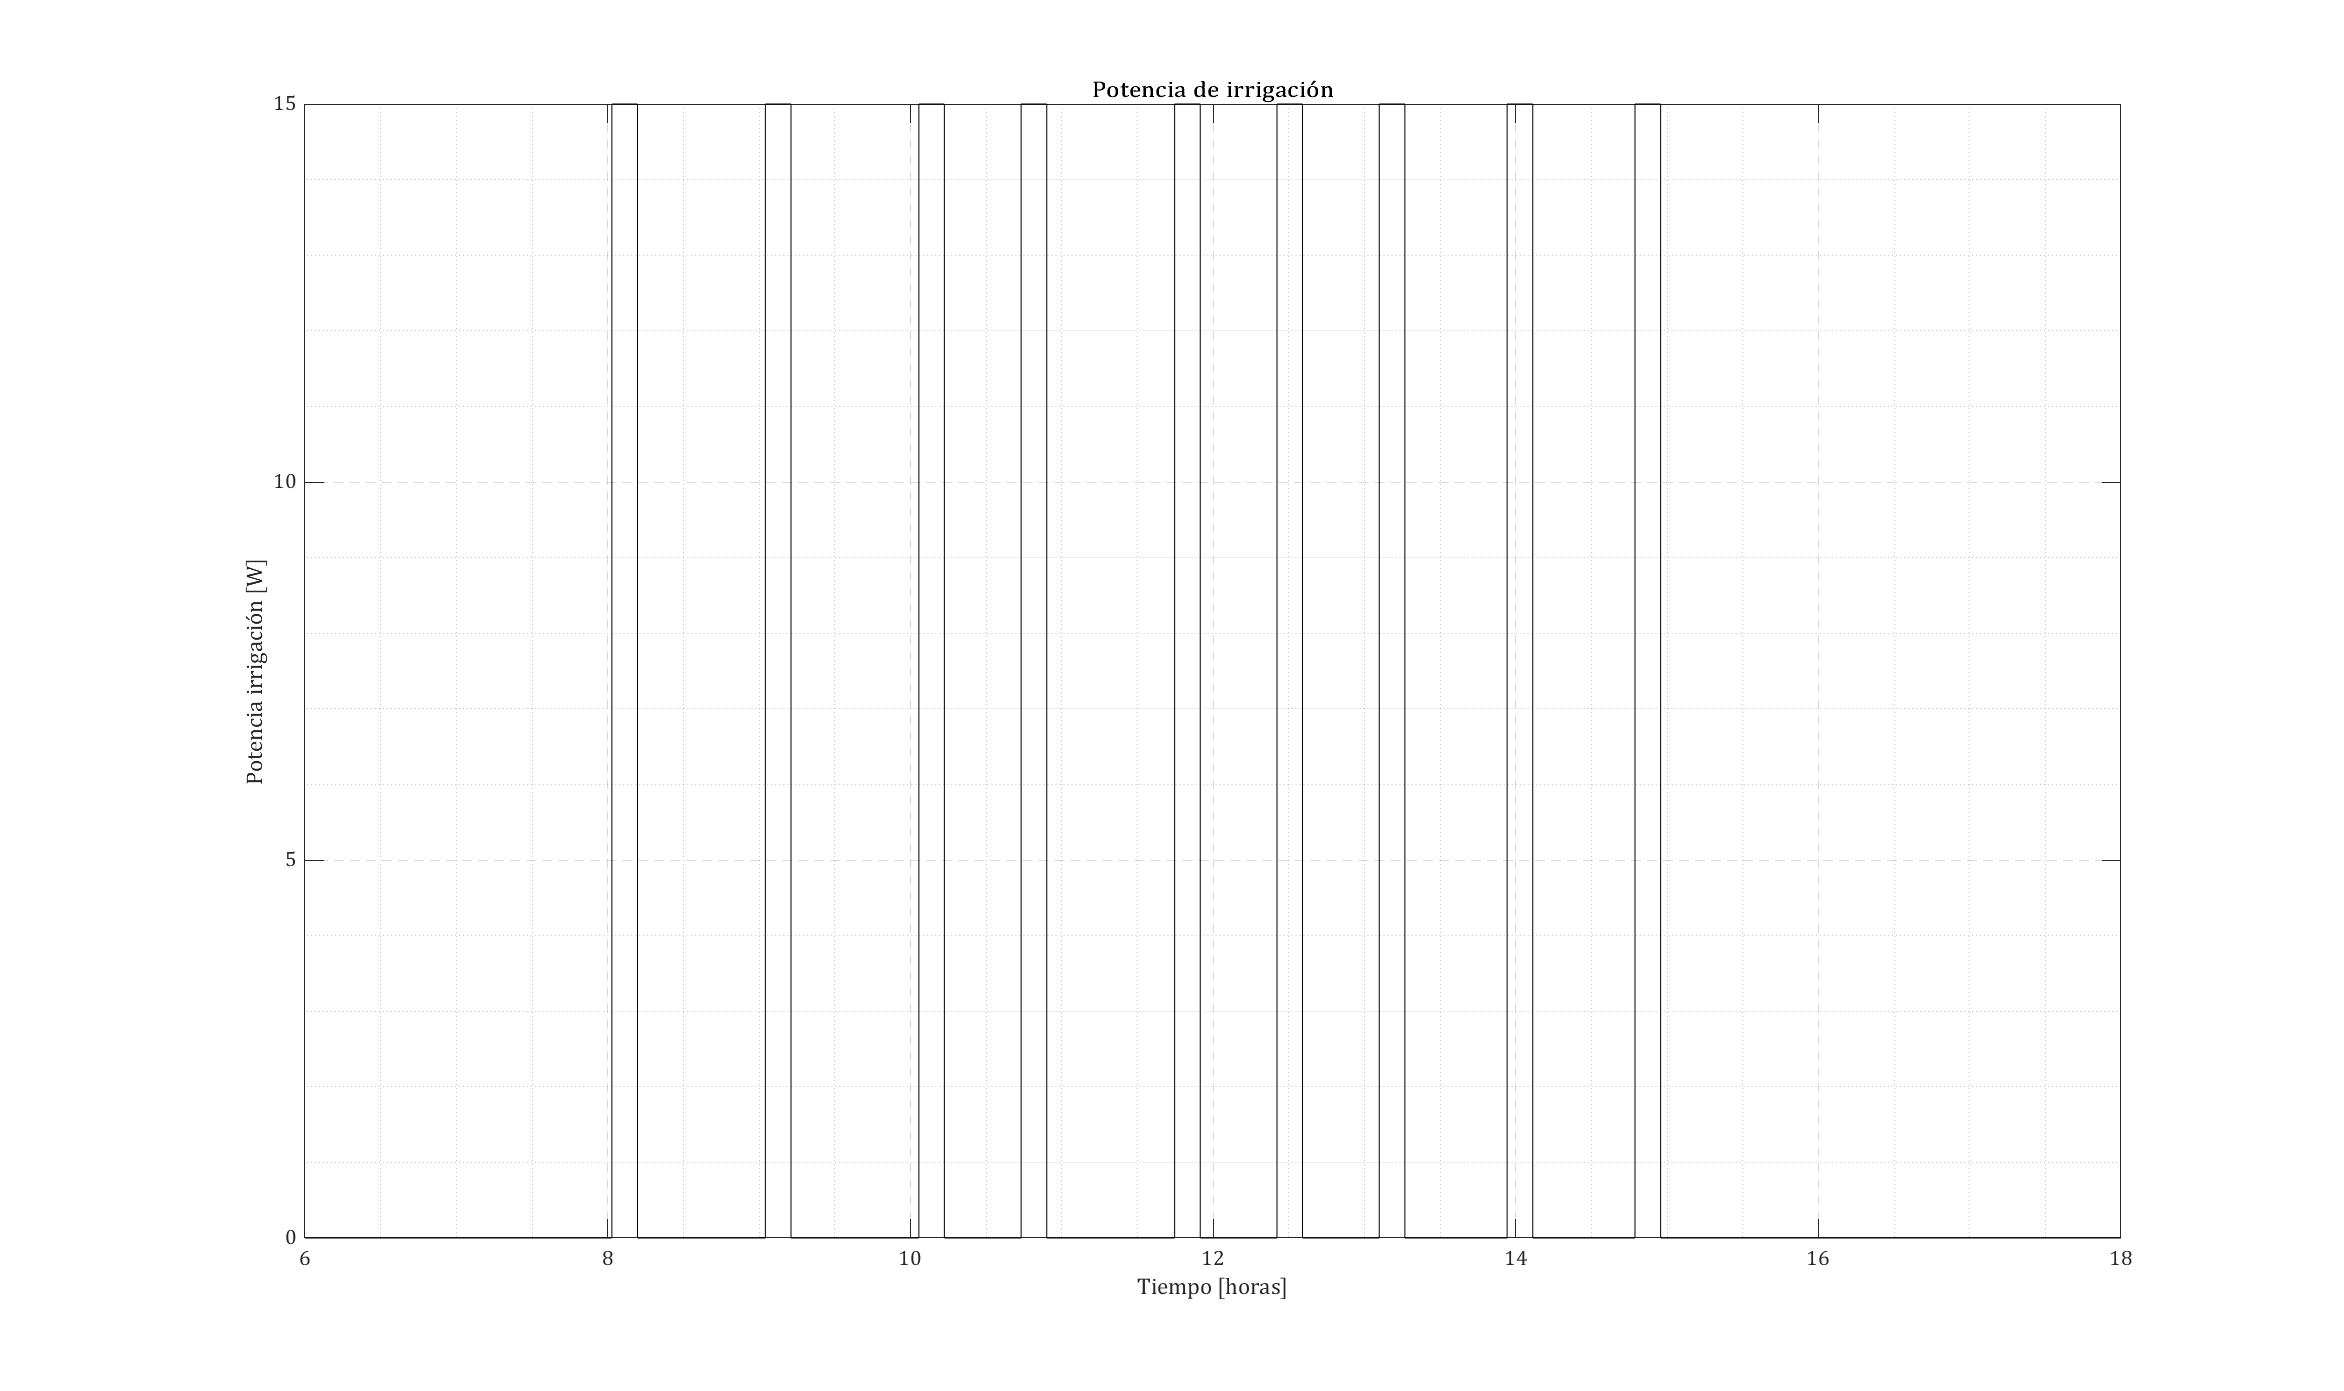 Potencia de irrigación
15
10
5
0
Potencia irrigación [W]
6 8 10 12 14 16 18
Tiempo [horas]